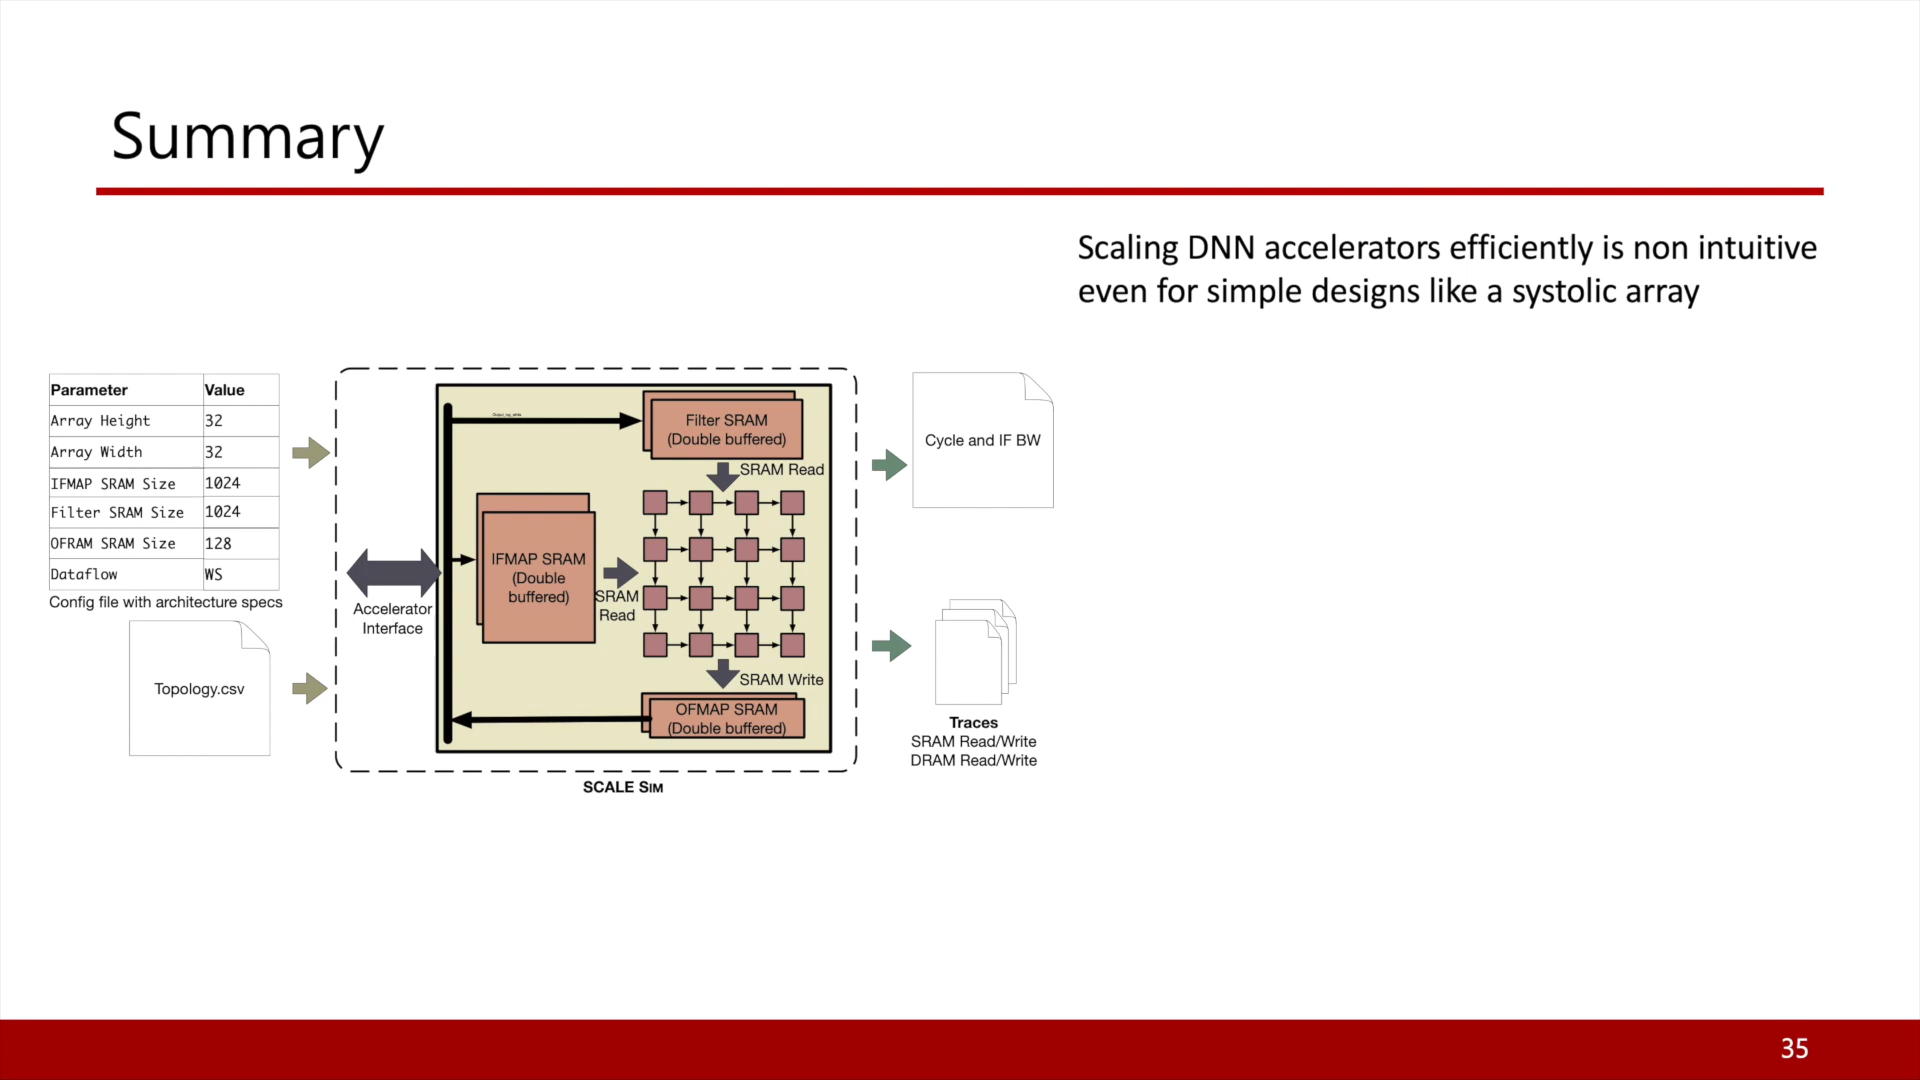 Summary
Scaling DNN accelerators efficiently is non intuitive
even for simple designs like a systolic array
Parameter Value
Array Height 32
Array Width 32
IFMAP SRAM Size 1024
Filter SRAM Size 1024
OFRAM SRAM Size 128
Dataflow WS
Config file with architecture specs
Topology.csv
Accelerator
Interface
Filter SRAM
(Double buffered)
SRAM Read
IFMAP SRAM
(Double
buffered)
SRAM
Read
SRAM Write
OFMAP SRAM
(Double buffered)
SCALE SIM
Cycle and IF BW
Traces
SRAM Read/Write
DRAM Read/Write
35